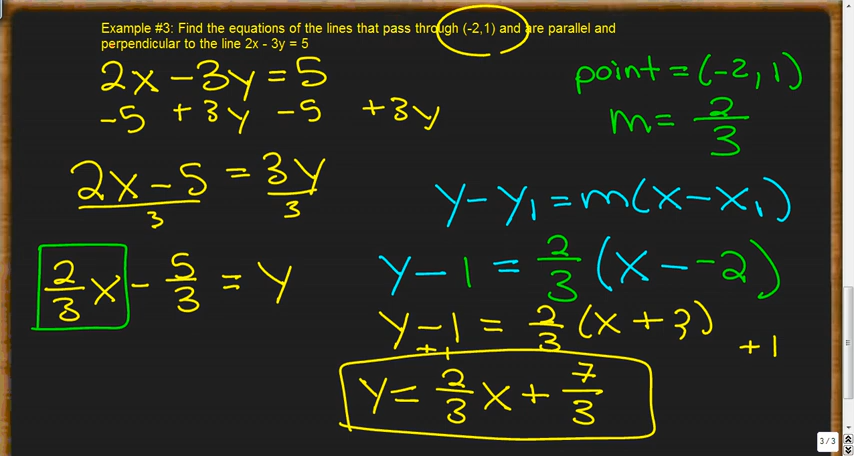 Example #3: Find the equations of the lines that pass through (-2,1) and are parallel and
perpendicular to the line 2x - 3y = 5
2x - 3y = 5
-5 +3y -5 +3y
2x - 5 = 3y
3 3
2/3 x - 5/3 = y
point = (-2, 1)
m = 2/3
y - y₁ = m(x - x₁)
y - 1 = 2/3 (x - -2)
y - 1 = 2/3 (x + 3)
+1 +1
y = 2/3 x + 7/3
3/3